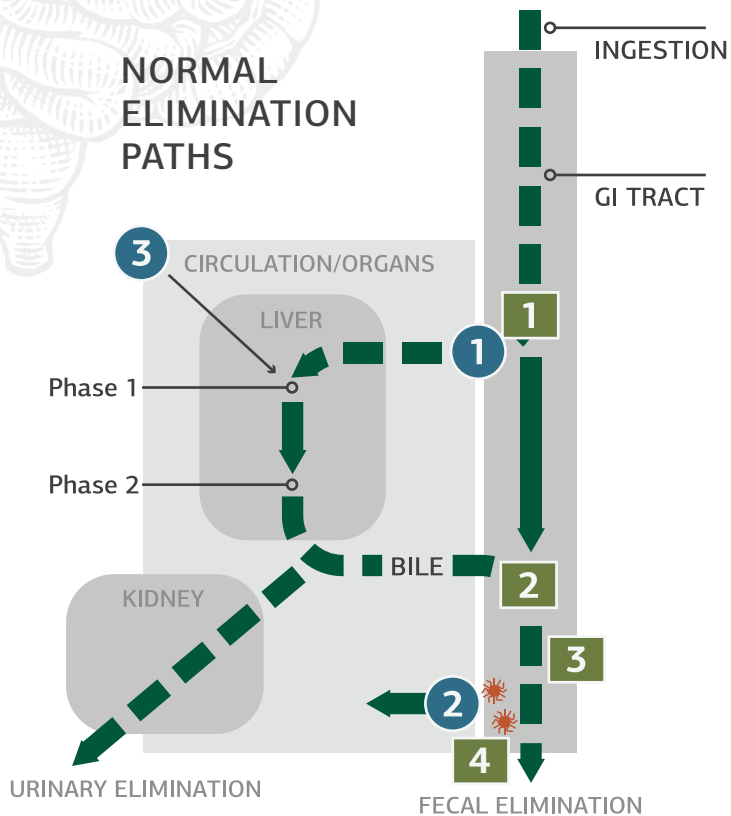 INGESTION
NORMAL
ELIMINATION
PATHS
GI TRACT
3
CIRCULATION/ORGANS
LIVER
1
1
Phase 1
Phase 2
BILE
2
KIDNEY
3
2
4
URINARY ELIMINATION
FECAL ELIMINATION